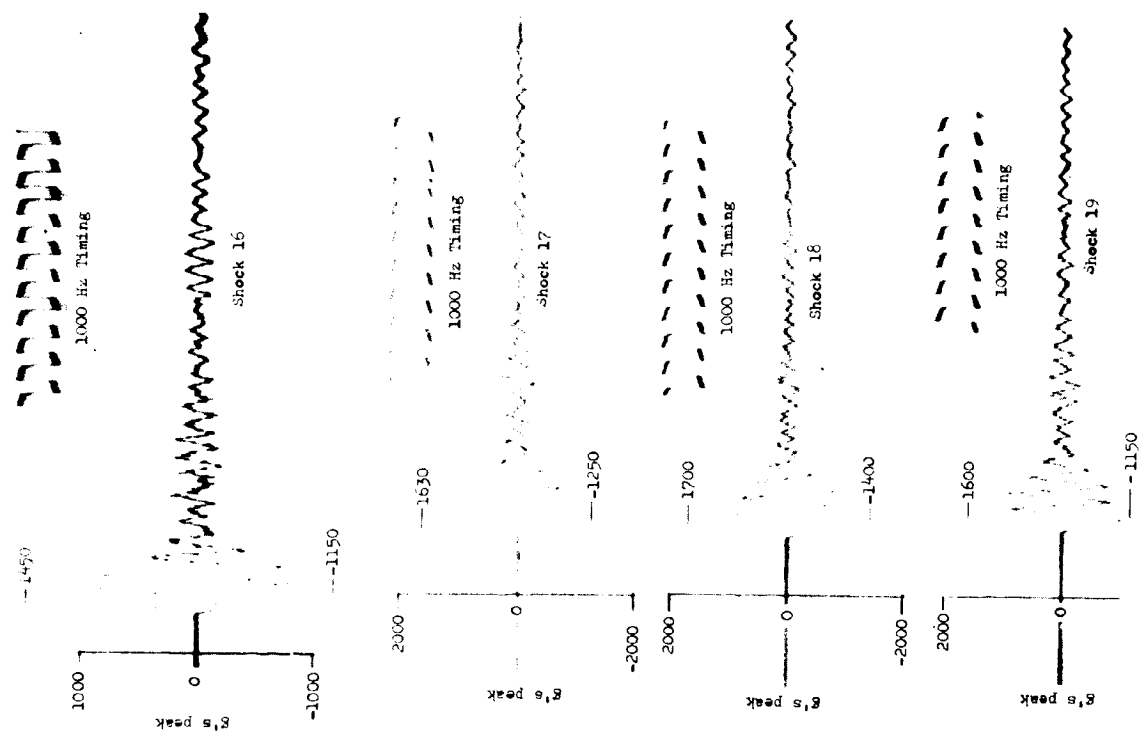 1000
0
-1000
g's peak
—1450
—-1150
1000 Hz Timing
Shock 16
2000
0
-2000
g's peak
—1630
—-1250
1000 Hz Timing
Shock 17
2000
0
-2000
g's peak
—1700
—-1400
1000 Hz Timing
Shock 18
2000
0
g's peak
—1600
—-1150
1000 Hz Timing
Shock 19